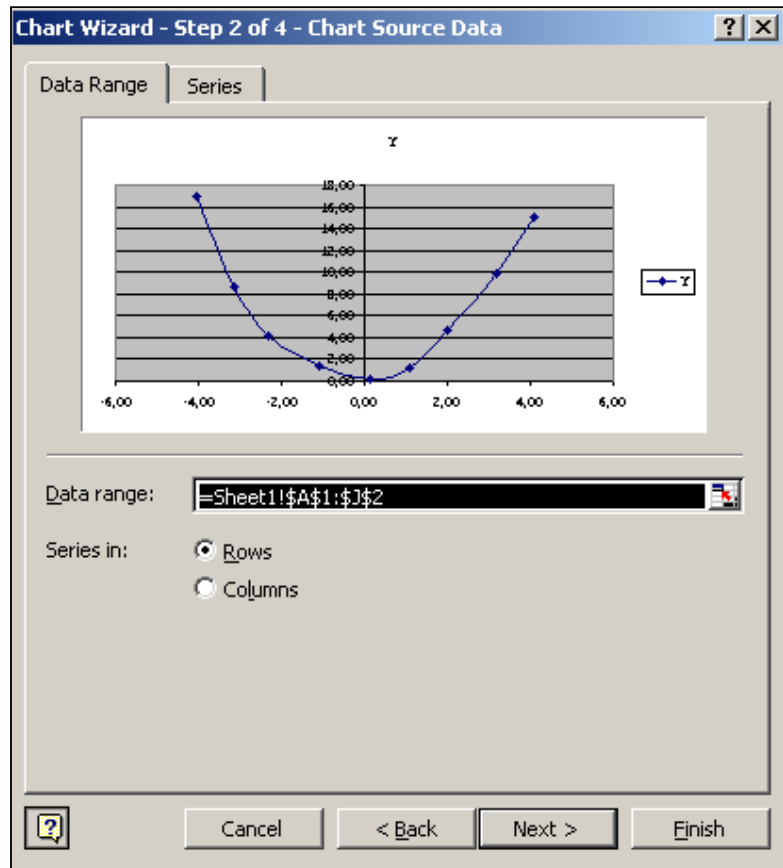 Chart Wizard - Step 2 of 4 - Chart Source Data
Data Range Series
Y
18,00
16,00
14,00
12,00
10,00
8,00
6,00
4,00
2,00
0,00
Y
-6,00 -4,00 -2,00 0,00 2,00 4,00 6,00
Data range: =Sheet1!$A$1:$J$2
Series in: Rows
Columns
Cancel < Back Next > Finish